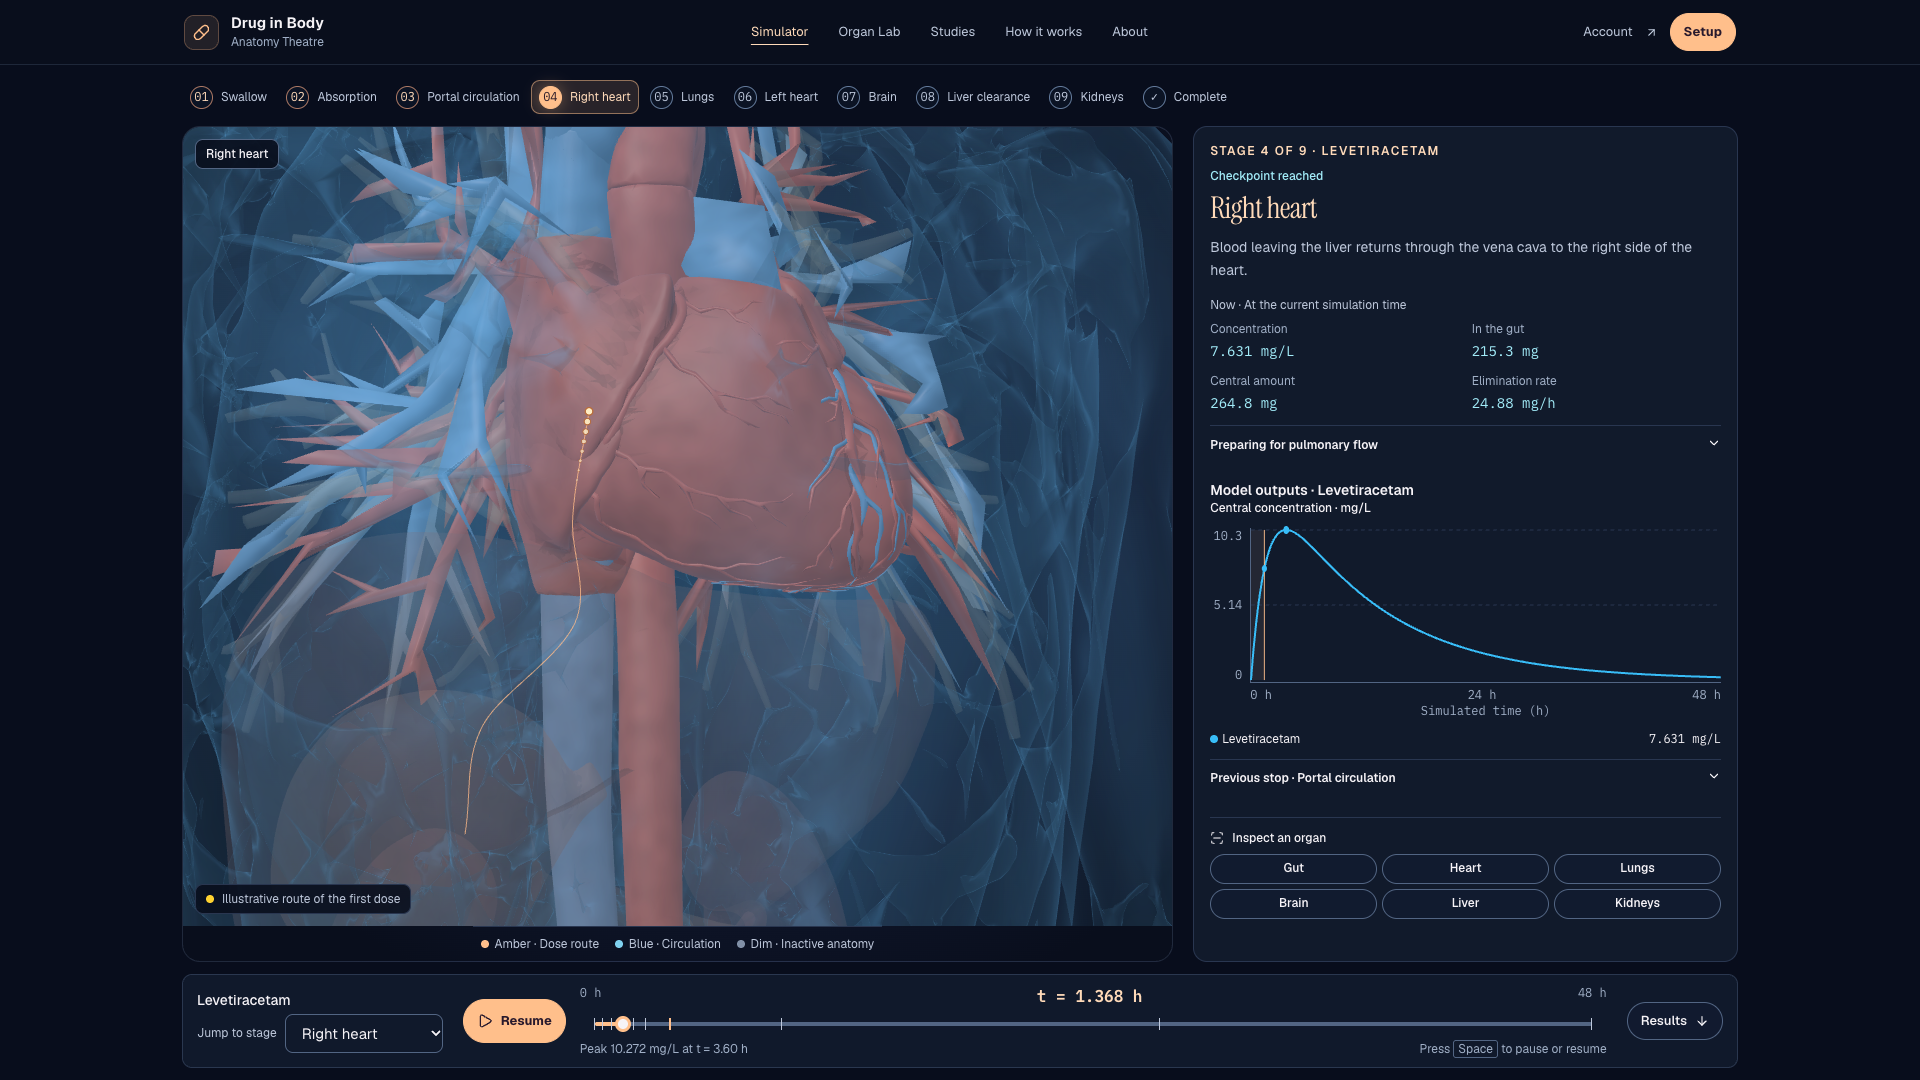 Drug in Body
Anatomy Theatre
Simulator
Organ Lab
Studies
How it works
About
Account
Setup
01 Swallow
02 Absorption
03 Portal circulation
04 Right heart
05 Lungs
06 Left heart
07 Brain
08 Liver clearance
09 Kidneys
✓ Complete
Right heart
Illustrative route of the first dose
Amber · Dose route
Blue · Circulation
Dim · Inactive anatomy
STAGE 4 OF 9 · LEVETIRACETAM
Checkpoint reached
Right heart
Blood leaving the liver returns through the vena cava to the right side of the
heart.
Now · At the current simulation time
Concentration
7.631 mg/L
In the gut
215.3 mg
Central amount
264.8 mg
Elimination rate
24.88 mg/h
Preparing for pulmonary flow
Model outputs · Levetiracetam
Central concentration · mg/L
10.3
5.14
0
0 h
24 h
48 h
Simulated time (h)
Levetiracetam
7.631 mg/L
Previous stop · Portal circulation
Inspect an organ
Gut
Heart
Lungs
Brain
Liver
Kidneys
Levetiracetam
Jump to stage
Right heart
Resume
0 h
t = 1.368 h
48 h
Peak 10.272 mg/L at t = 3.60 h
Press Space to pause or resume
Results